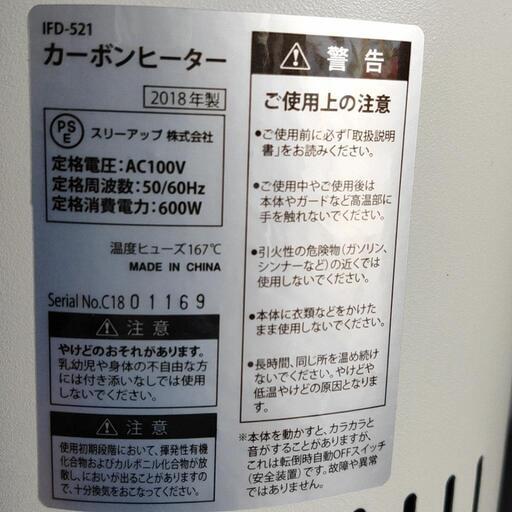 IFD-521
カーボンヒーター
2018年製
PS
E
スリーアップ 株式会社
定格電圧:AC100V
定格周波数:50/60Hz
定格消費電力:600W
温度ヒューズ167℃
MADE IN CHINA
Serial No.C18 01169
注意
やけどのおそれがあります。
乳幼児や身体の不自由な方
には付き添いなしでは使用
しないでください。
注意
使用初期段階において、揮発性有機
化合物およびカルボニル化合物が放
散し、においが出ることがありますの
で、十分換気をおこなってください。
警告
ご使用上の注意
●ご使用前に必ず「取扱説明
書」をお読みください。
●ご使用中やご使用後は
本体やガードなど高温部に
手を触れないでください。
●引火性の危険物(ガソリン、
シンナーなど)の近くでは
使用しないでください。
●本体に衣類などをかけた
まま使用しないでください。
●長時間、同じ所を温め続け
ないでください。やけどや
低温やけどの原因となりま
す。
※本体を動かすと、カラカラと
音がすることがありますが、
これは転倒時自動OFFスイッチ
(安全装置)です。故障や異常
ではありません。